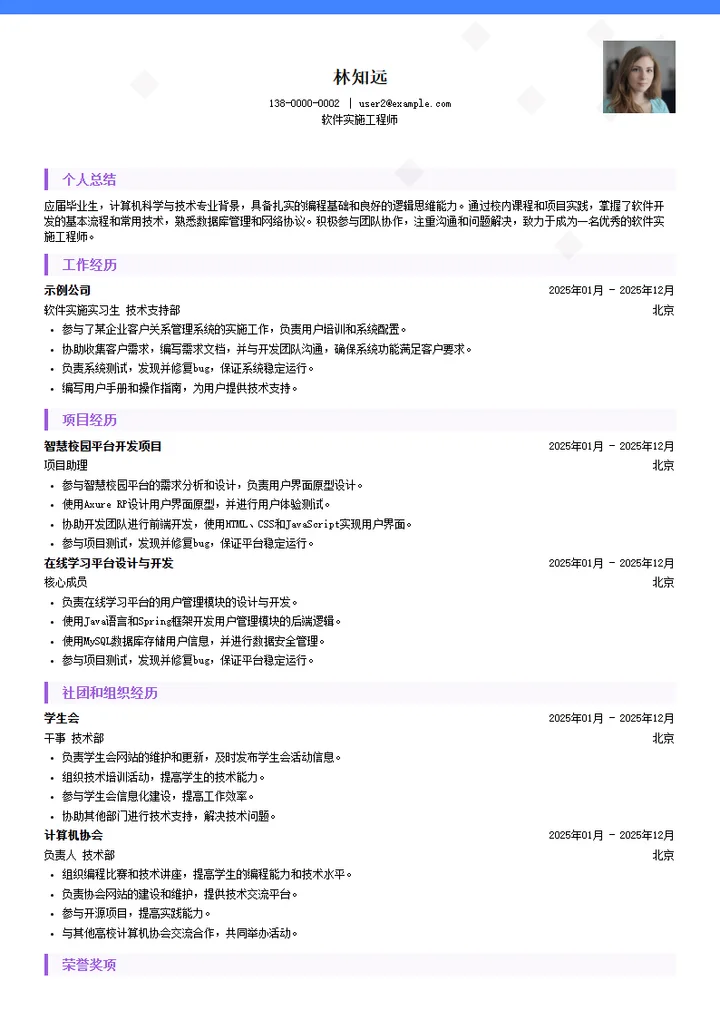 林知远
138-0000-0002 | user2@example.com
软件实施工程师
个人总结
应届毕业生，计算机科学与技术专业背景，具备扎实的编程基础和良好的逻辑思维能力。通过校内课程和项目实践，掌握了软件开
发的基本流程和常用技术，熟悉数据库管理和网络协议。积极参与团队协作，注重沟通和问题解决，致力于成为一名优秀的软件实
施工程师。
工作经历
示例公司 2025年01月 - 2025年12月
软件实施实习生 技术支持部 北京
• 参与了某企业客户关系管理系统的实施工作，负责用户培训和系统配置。
• 协助收集客户需求，编写需求文档，并与开发团队沟通，确保系统功能满足客户要求。
• 负责系统测试，发现并修复bug，保证系统稳定运行。
• 编写用户手册和操作指南，为用户提供技术支持。
项目经历
智慧校园平台开发项目 2025年01月 - 2025年12月
项目助理 北京
• 参与智慧校园平台的需求分析和设计，负责用户界面原型设计。
• 使用Axure RP设计用户界面原型，并进行用户体验测试。
• 协助开发团队进行前端开发，使用HTML、CSS和JavaScript实现用户界面。
• 参与项目测试，发现并修复bug，保证平台稳定运行。
在线学习平台设计与开发 2025年01月 - 2025年12月
核心成员 北京
• 负责在线学习平台的用户管理模块的设计与开发。
• 使用Java语言和Spring框架开发用户管理模块的后端逻辑。
• 使用MySQL数据库存储用户信息，并进行数据安全管理。
• 参与项目测试，发现并修复bug，保证平台稳定运行。
社团和组织经历
学生会 2025年01月 - 2025年12月
干事 技术部 北京
• 负责学生会网站的维护和更新，及时发布学生会活动信息。
• 组织技术培训活动，提高学生的技术能力。
• 参与学生会信息化建设，提高工作效率。
• 协助其他部门进行技术支持，解决技术问题。
计算机协会 2025年01月 - 2025年12月
负责人 技术部 北京
• 组织编程比赛和技术讲座，提高学生的编程能力和技术水平。
• 负责协会网站的建设和维护，提供技术交流平台。
• 参与开源项目，提高实践能力。
• 与其他高校计算机协会交流合作，共同举办活动。
荣誉奖项